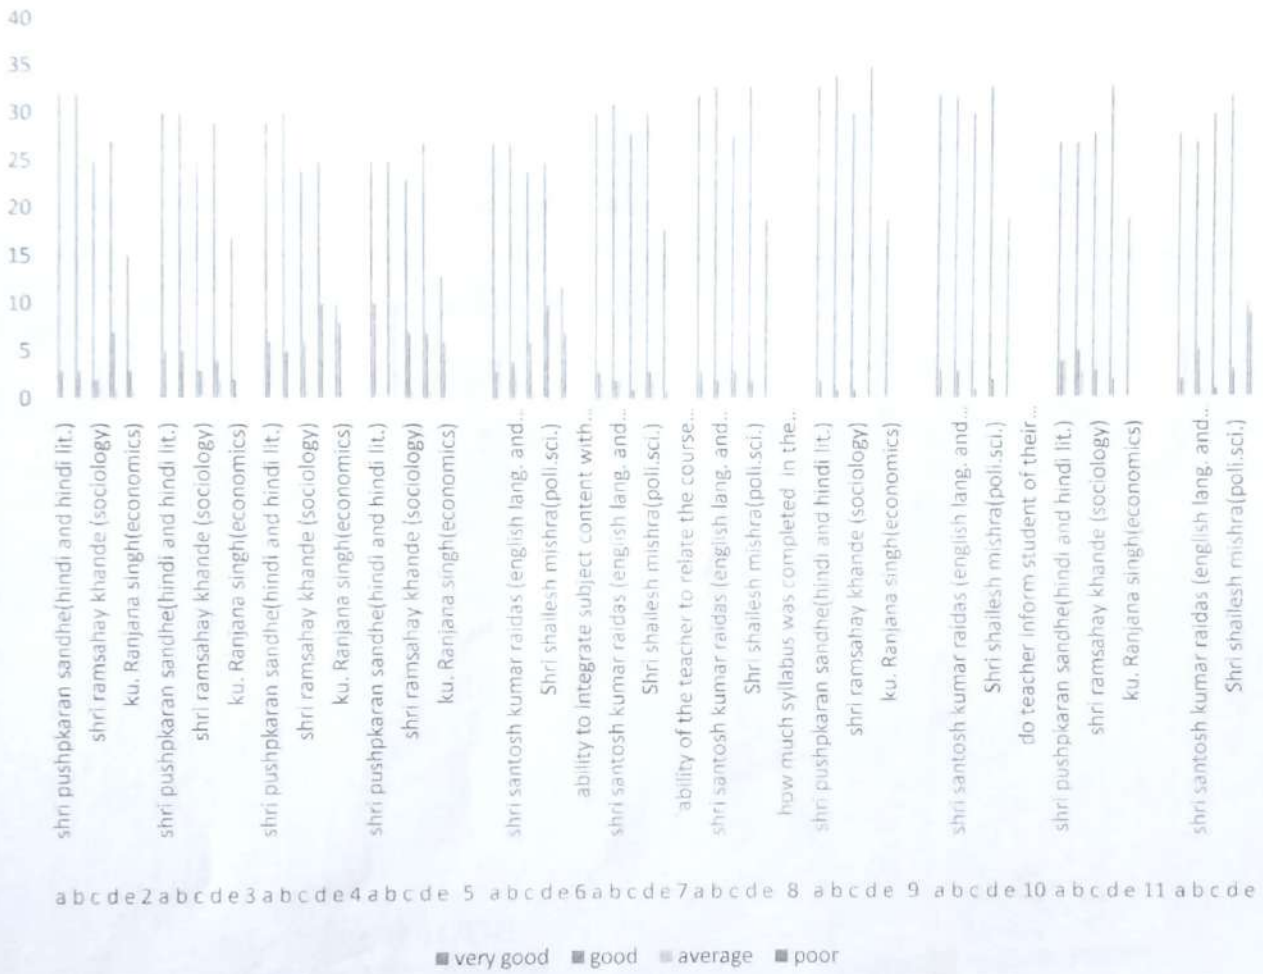 40
35
30
25
20
15
10
5
0
shri pushpkaran sandhe(hindi and hindi lit.)
shri ramsahay khande (sociology)
ku. Ranjana singh(economics)
shri pushpkaran sandhe(hindi and hindi lit.)
shri ramsahay khande (sociology)
ku. Ranjana singh(economics)
shri pushpkaran sandhe(hindi and hindi lit.)
shri ramsahay khande (sociology)
ku. Ranjana singh(economics)
shri pushpkaran sandhe(hindi and hindi lit.)
shri ramsahay khande (sociology)
ku. Ranjana singh(economics)
shri santosh kumar raidas (english lang. and...
Shri shailesh mishra(poli.sci.)
ability to integrate subject content with...
shri santosh kumar raidas (english lang. and...
Shri shailesh mishra(poli.sci.)
ability of the teacher to relate the course...
shri santosh kumar raidas (english lang. and...
Shri shailesh mishra(poli.sci.)
how much syllabus was completed in the...
shri pushpkaran sandhe(hindi and hindi lit.)
shri ramsahay khande (sociology)
ku. Ranjana singh(economics)
shri santosh kumar raidas (english lang. and...
Shri shailesh mishra(poli.sci.)
do teacher inform student of their...
shri pushpkaran sandhe(hindi and hindi lit.)
shri ramsahay khande (sociology)
ku. Ranjana singh(economics)
shri santosh kumar raidas (english lang. and...
Shri shailesh mishra(poli.sci.)
a b c d e 2 a b c d e 3 a b c d e 4 a b c d e 5 a b c d e 6 a b c d e 7 a b c d e 8 a b c d e 9 a b c d e 10 a b c d e 11 a b c d e
very good good average poor